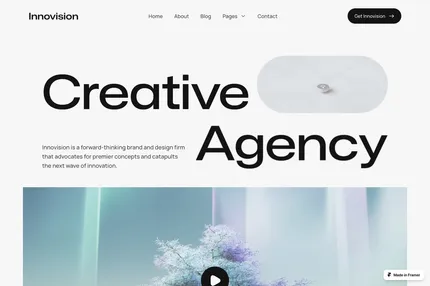 Innovision
Home
About
Blog
Pages
Contact
Get Innovision
Creative
Agency
Innovision is a forward-thinking brand and design firm
that advocates for premier concepts and catapults
the next wave of innovation.
Made in Framer